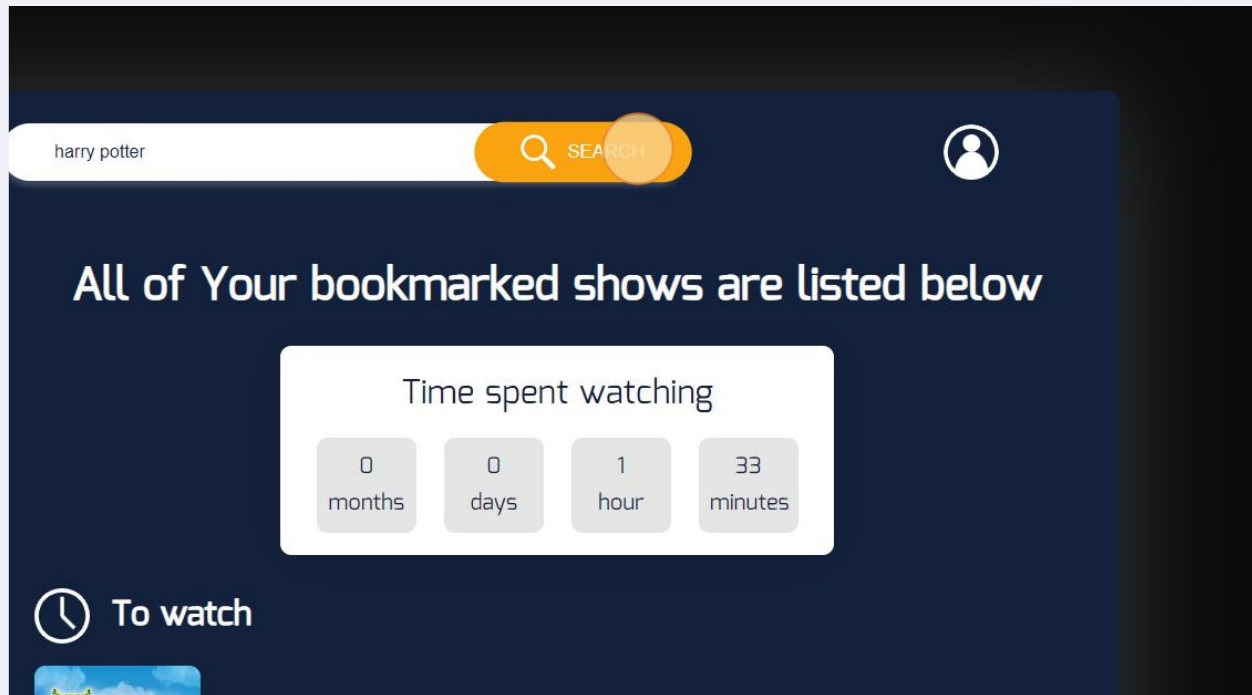 harry potter
SEARCH
All of Your bookmarked shows are listed below
Time spent watching
0 months
0 days
1 hour
33 minutes
To watch